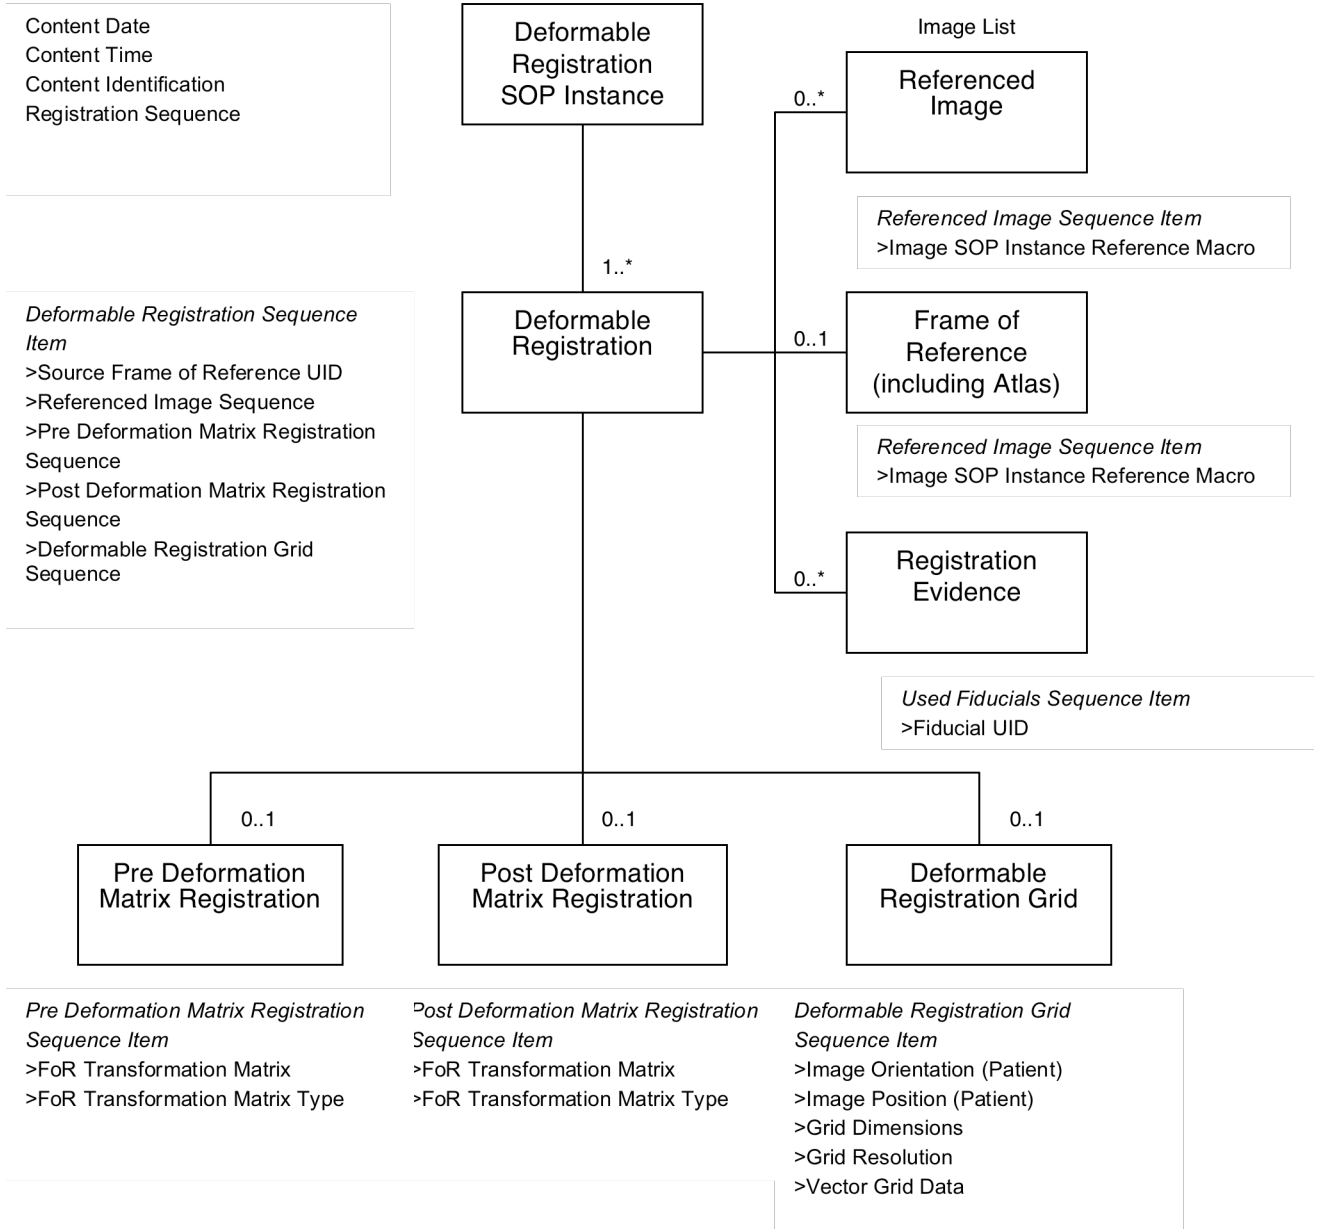 Content Date
Content Time
Content Identification
Registration Sequence
Deformable
Registration
SOP Instance
Image List
Referenced
Image
0..*
Referenced Image Sequence Item
>Image SOP Instance Reference Macro
1..*
Deformable Registration Sequence
Item
>Source Frame of Reference UID
>Referenced Image Sequence
>Pre Deformation Matrix Registration
Sequence
>Post Deformation Matrix Registration
Sequence
>Deformable Registration Grid
Sequence
Deformable
Registration
0..1
Frame of
Reference
(including Atlas)
Referenced Image Sequence Item
>Image SOP Instance Reference Macro
0..*
Registration
Evidence
Used Fiducials Sequence Item
>Fiducial UID
0..1
0..1
0..1
Pre Deformation
Matrix Registration
Post Deformation
Matrix Registration
Deformable
Registration Grid
Pre Deformation Matrix Registration
Sequence Item
>FoR Transformation Matrix
>FoR Transformation Matrix Type
Post Deformation Matrix Registration
Sequence Item
>FoR Transformation Matrix
>FoR Transformation Matrix Type
Deformable Registration Grid
Sequence Item
>Image Orientation (Patient)
>Image Position (Patient)
>Grid Dimensions
>Grid Resolution
>Vector Grid Data